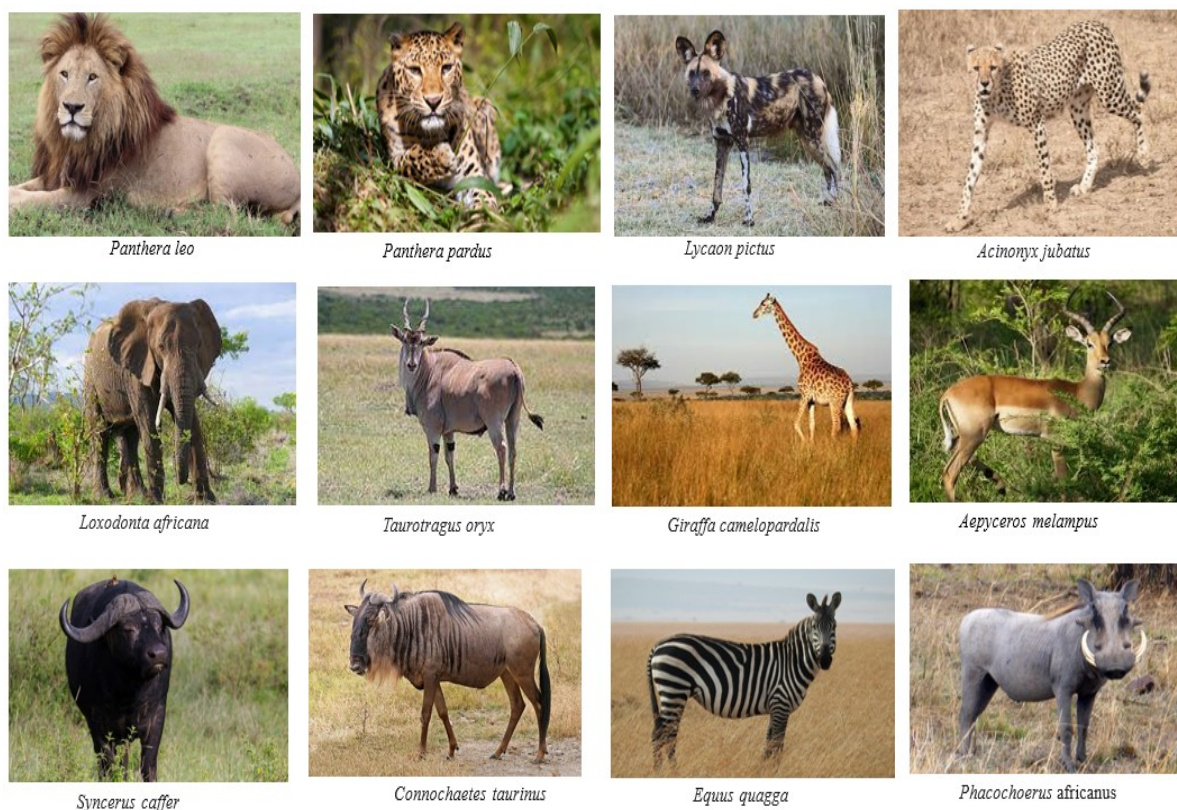 Panthera leo
Panthera pardus
Lycaon pictus
Acinonyx jubatus
Loxodonta africana
Taurotragus oryx
Giraffa camelopardalis
Aepyceros melampus
Syncerus caffer
Connochaetes taurinus
Equus quagga
Phacochoerus africanus